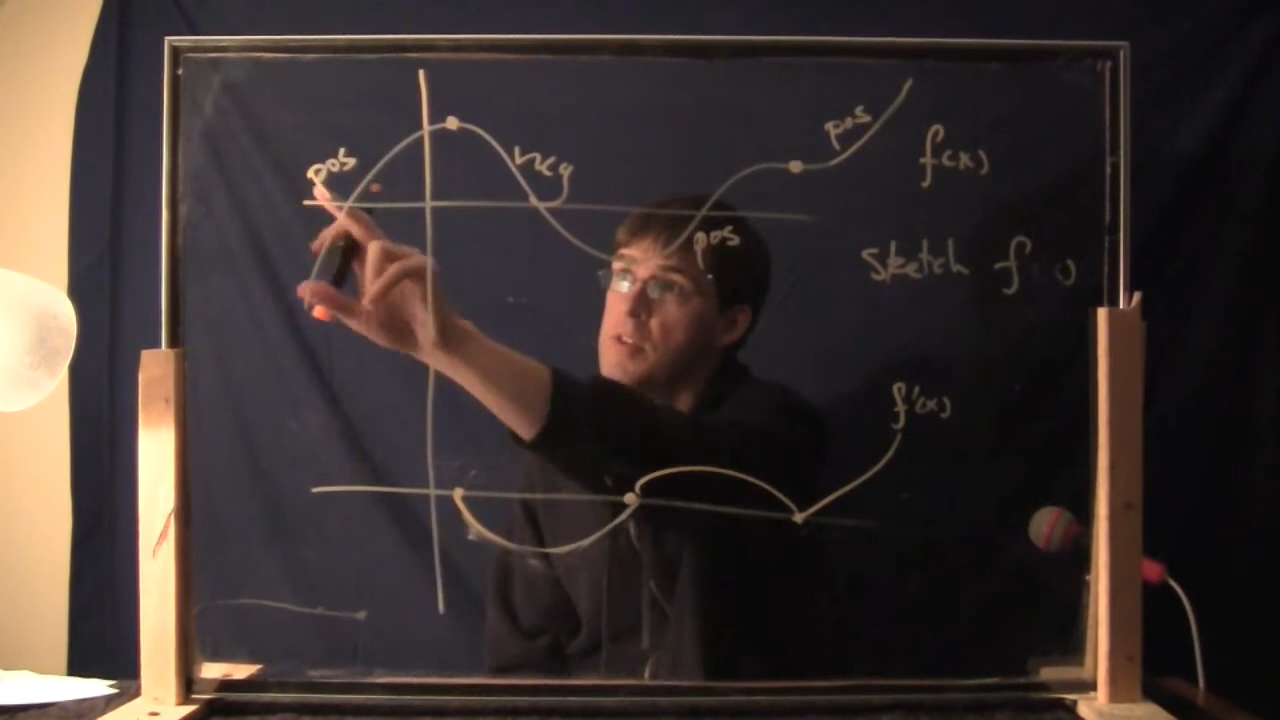 pos
neg
pos
pos
f(x)
sketch f
f'(x)